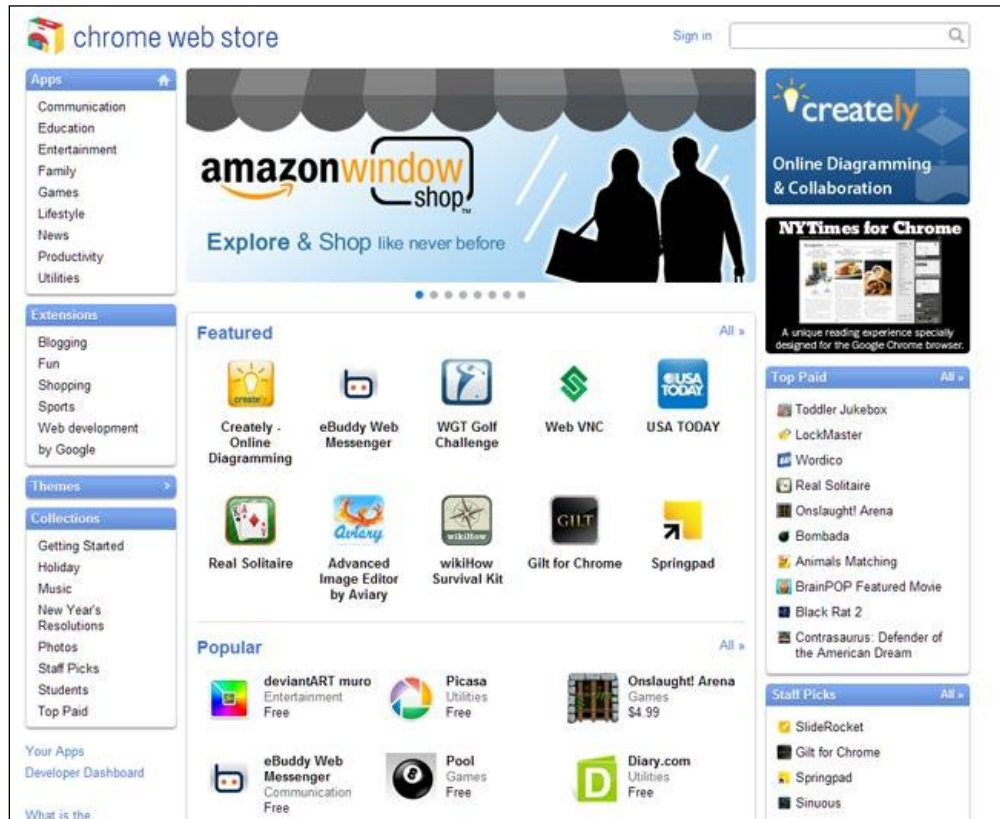 chrome web store
Sign in
Apps
Communication
Education
Entertainment
Family
Games
Lifestyle
News
Productivity
Utilities
Extensions
Blogging
Fun
Shopping
Sports
Web development
by Google
Themes
Collections
Getting Started
Holiday
Music
New Year's
Resolutions
Photos
Staff Picks
Students
Top Paid
Your Apps
Developer Dashboard
What is the
amazonwindow
shop™
Explore & Shop like never before
Featured
All »
create
Creately -
Online
Diagramming
eBuddy Web
Messenger
WGT Golf
Challenge
Web VNC
USA
TODAY
USA TODAY
Real Solitaire
Aviary
Advanced
Image Editor
by Aviary
wikiHow
wikiHow
Survival Kit
GILT
Gilt for Chrome
Springpad
Popular
All »
deviantART muro
Entertainment
Free
Picasa
Utilities
Free
Onslaught! Arena
Games
$4.99
eBuddy Web
Messenger
Communication
Free
8
Pool
Games
Free
D
Diary.com
Utilities
Free
creately
Online Diagramming
& Collaboration
NYTimes for Chrome
A unique reading experience specially
designed for the Google Chrome browser.
Top Paid
All »
Toddler Jukebox
LockMaster
Wordico
Real Solitaire
Onslaught! Arena
Bombada
Animals Matching
BrainPOP Featured Movie
Black Rat 2
Contrasaurus: Defender of
the American Dream
Staff Picks
All »
SlideRocket
Gilt for Chrome
Springpad
Sinuous